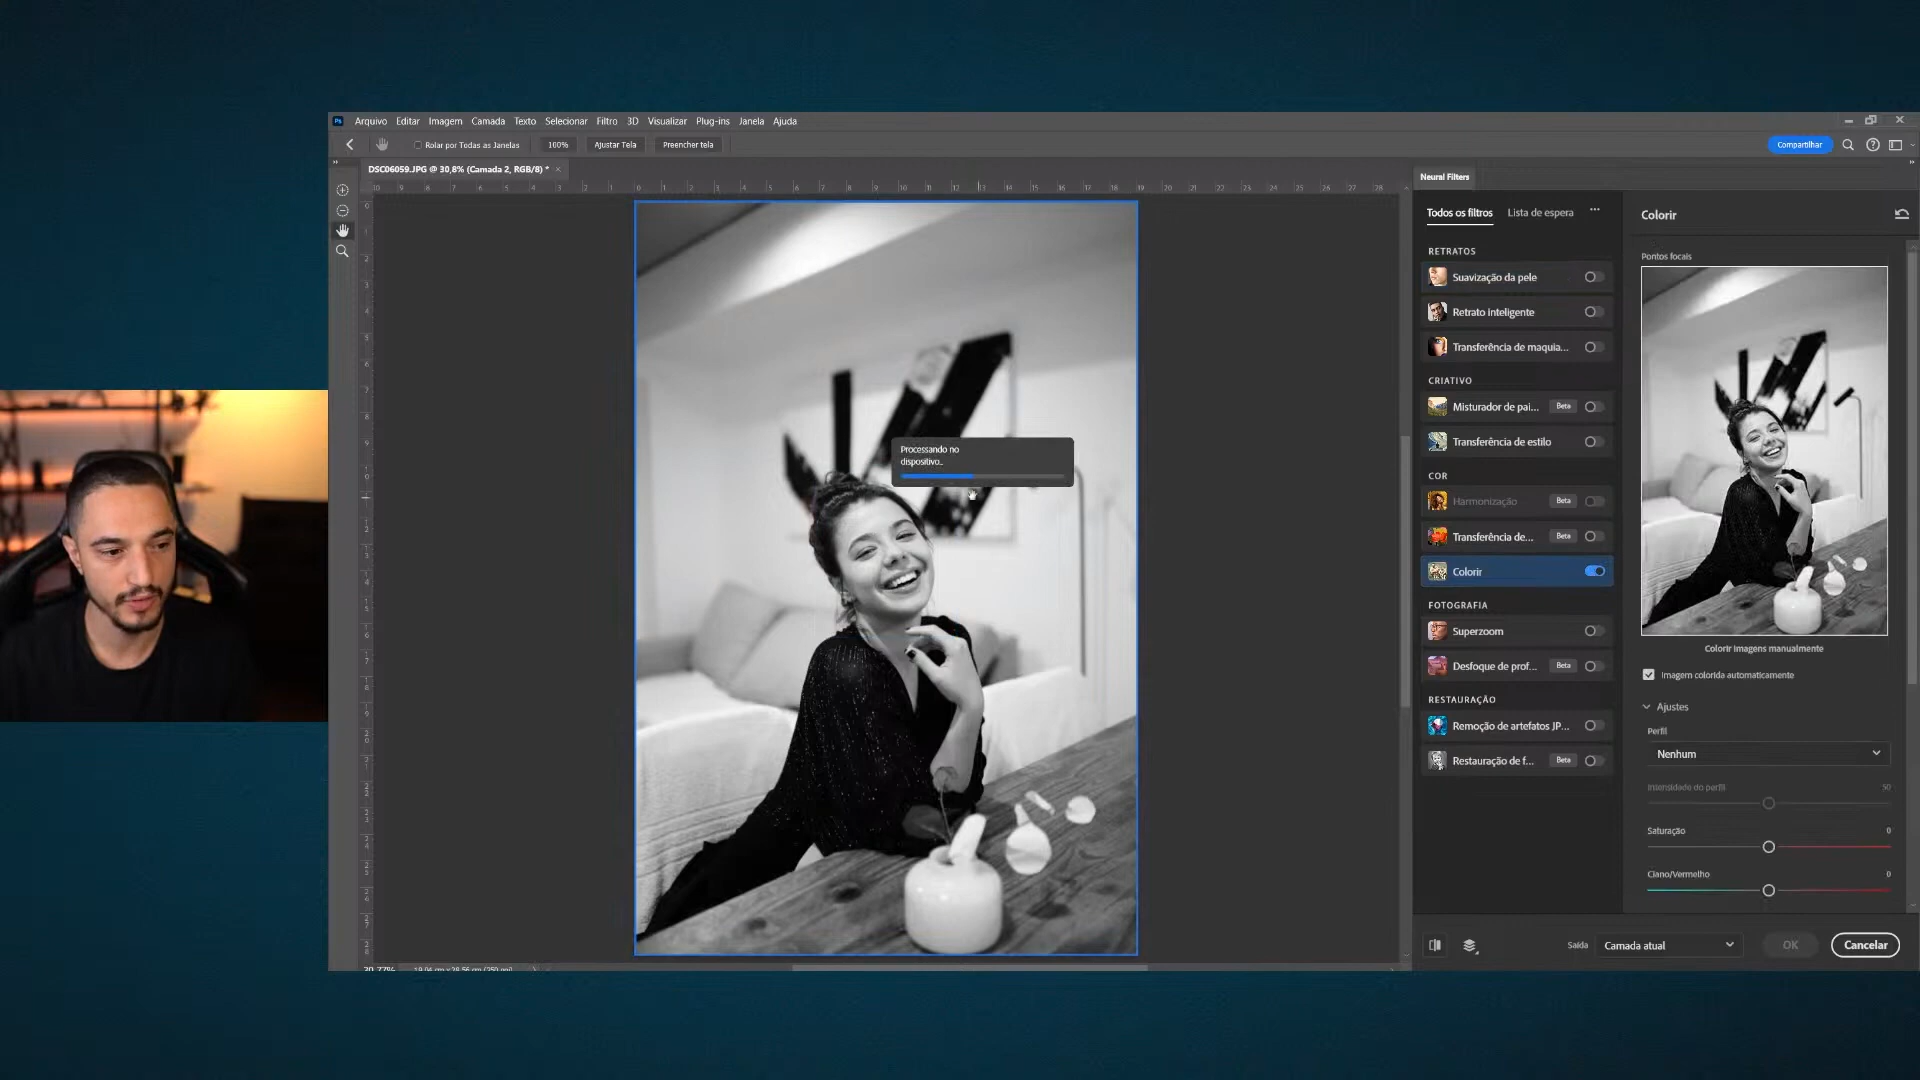 Ps Arquivo Editar Imagem Camada Texto Selecionar Filtro 3D Visualizar Plug-ins Janela Ajuda
Rolar por Todas as Janelas 100% Ajustar Tela Preencher tela Compartilhar
DSC06059.JPG @ 30,8% (Camada 2, RGB/8) *
Neural Filters
Todos os filtros Lista de espera
Colorir
RETRATOS
Suavização da pele
Retrato inteligente
Transferência de maquia...
CRIATIVO
Misturador de pai... Beta
Transferência de estilo
COR
Harmonização Beta
Transferência de... Beta
Colorir
FOTOGRAFIA
Superzoom
Desfoque de prof... Beta
RESTAURAÇÃO
Remoção de artefatos JP...
Restauração de f... Beta
Processando no
dispositivo...
Pontos focais
Colorir imagens manualmente
Imagem colorida automaticamente
Ajustes
Perfil
Nenhum
Intensidade do perfil 50
Saturação 0
Ciano/Vermelho 0
Saída Camada atual OK Cancelar